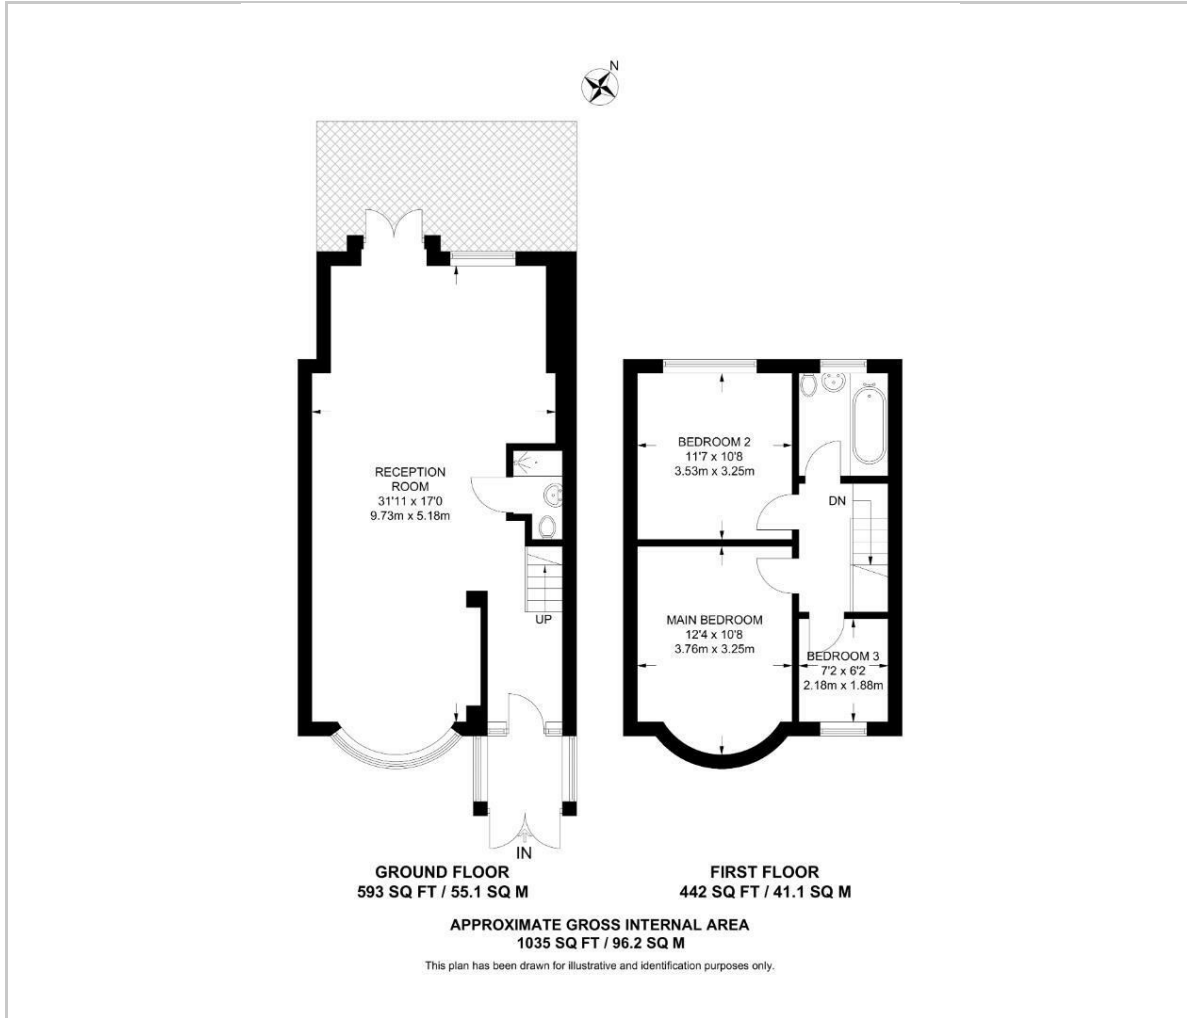 N
RECEPTION
ROOM
31'11 x 17'0
9.73m x 5.18m
UP
IN
BEDROOM 2
11'7 x 10'8
3.53m x 3.25m
DN
MAIN BEDROOM
12'4 x 10'8
3.76m x 3.25m
BEDROOM 3
7'2 x 6'2
2.18m x 1.88m
GROUND FLOOR
593 SQ FT / 55.1 SQ M
FIRST FLOOR
442 SQ FT / 41.1 SQ M
APPROXIMATE GROSS INTERNAL AREA
1035 SQ FT / 96.2 SQ M
This plan has been drawn for illustrative and identification purposes only.